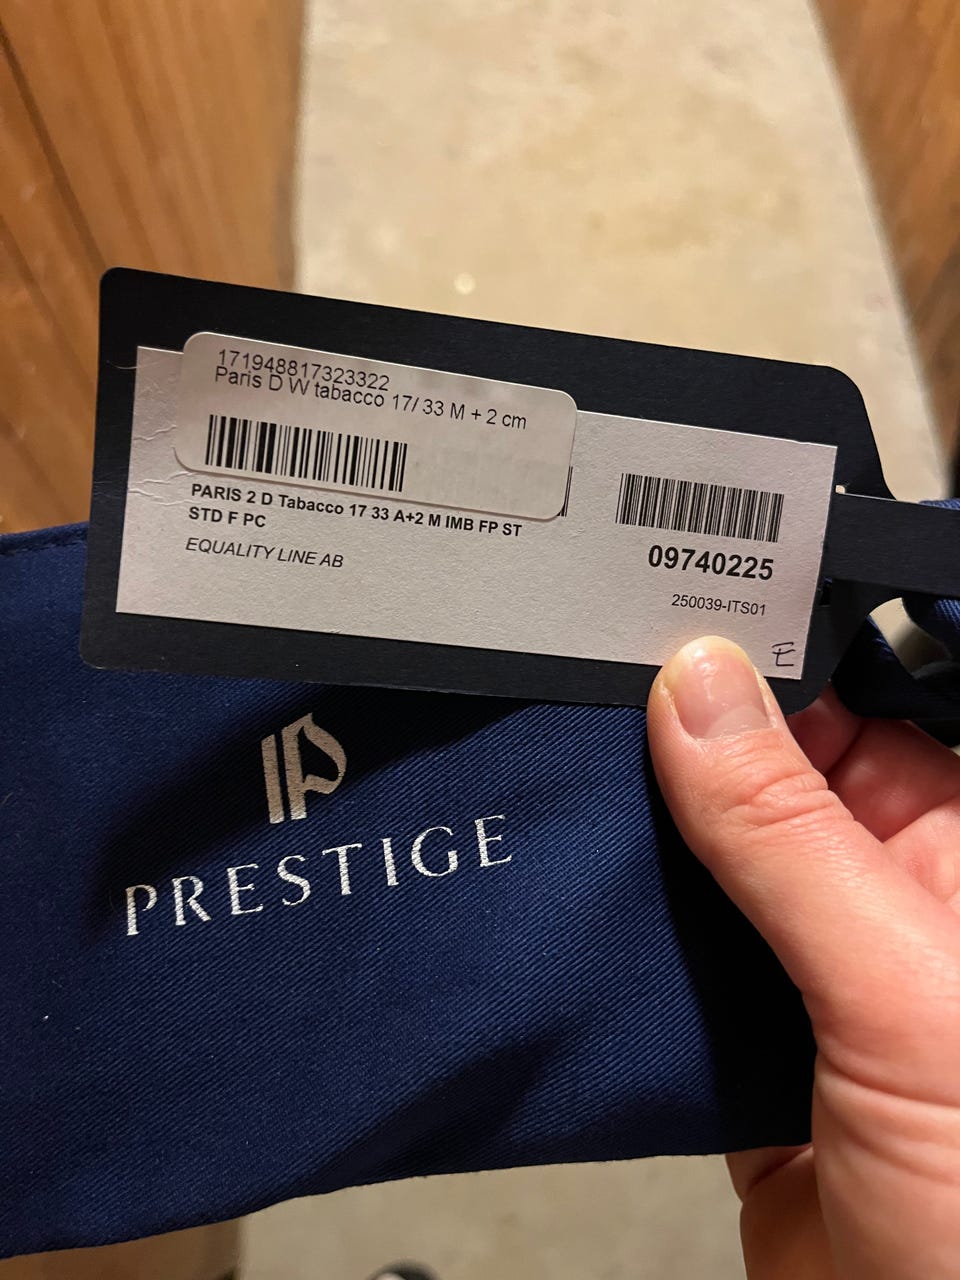 171948817323322
Paris D W tabacco 17/ 33 M + 2 cm
PARIS 2 D Tabacco 17 33 A+2 M IMB FP ST
STD F PC
EQUALITY LINE AB
09740225
250039-ITS01
E
PRESTIGE